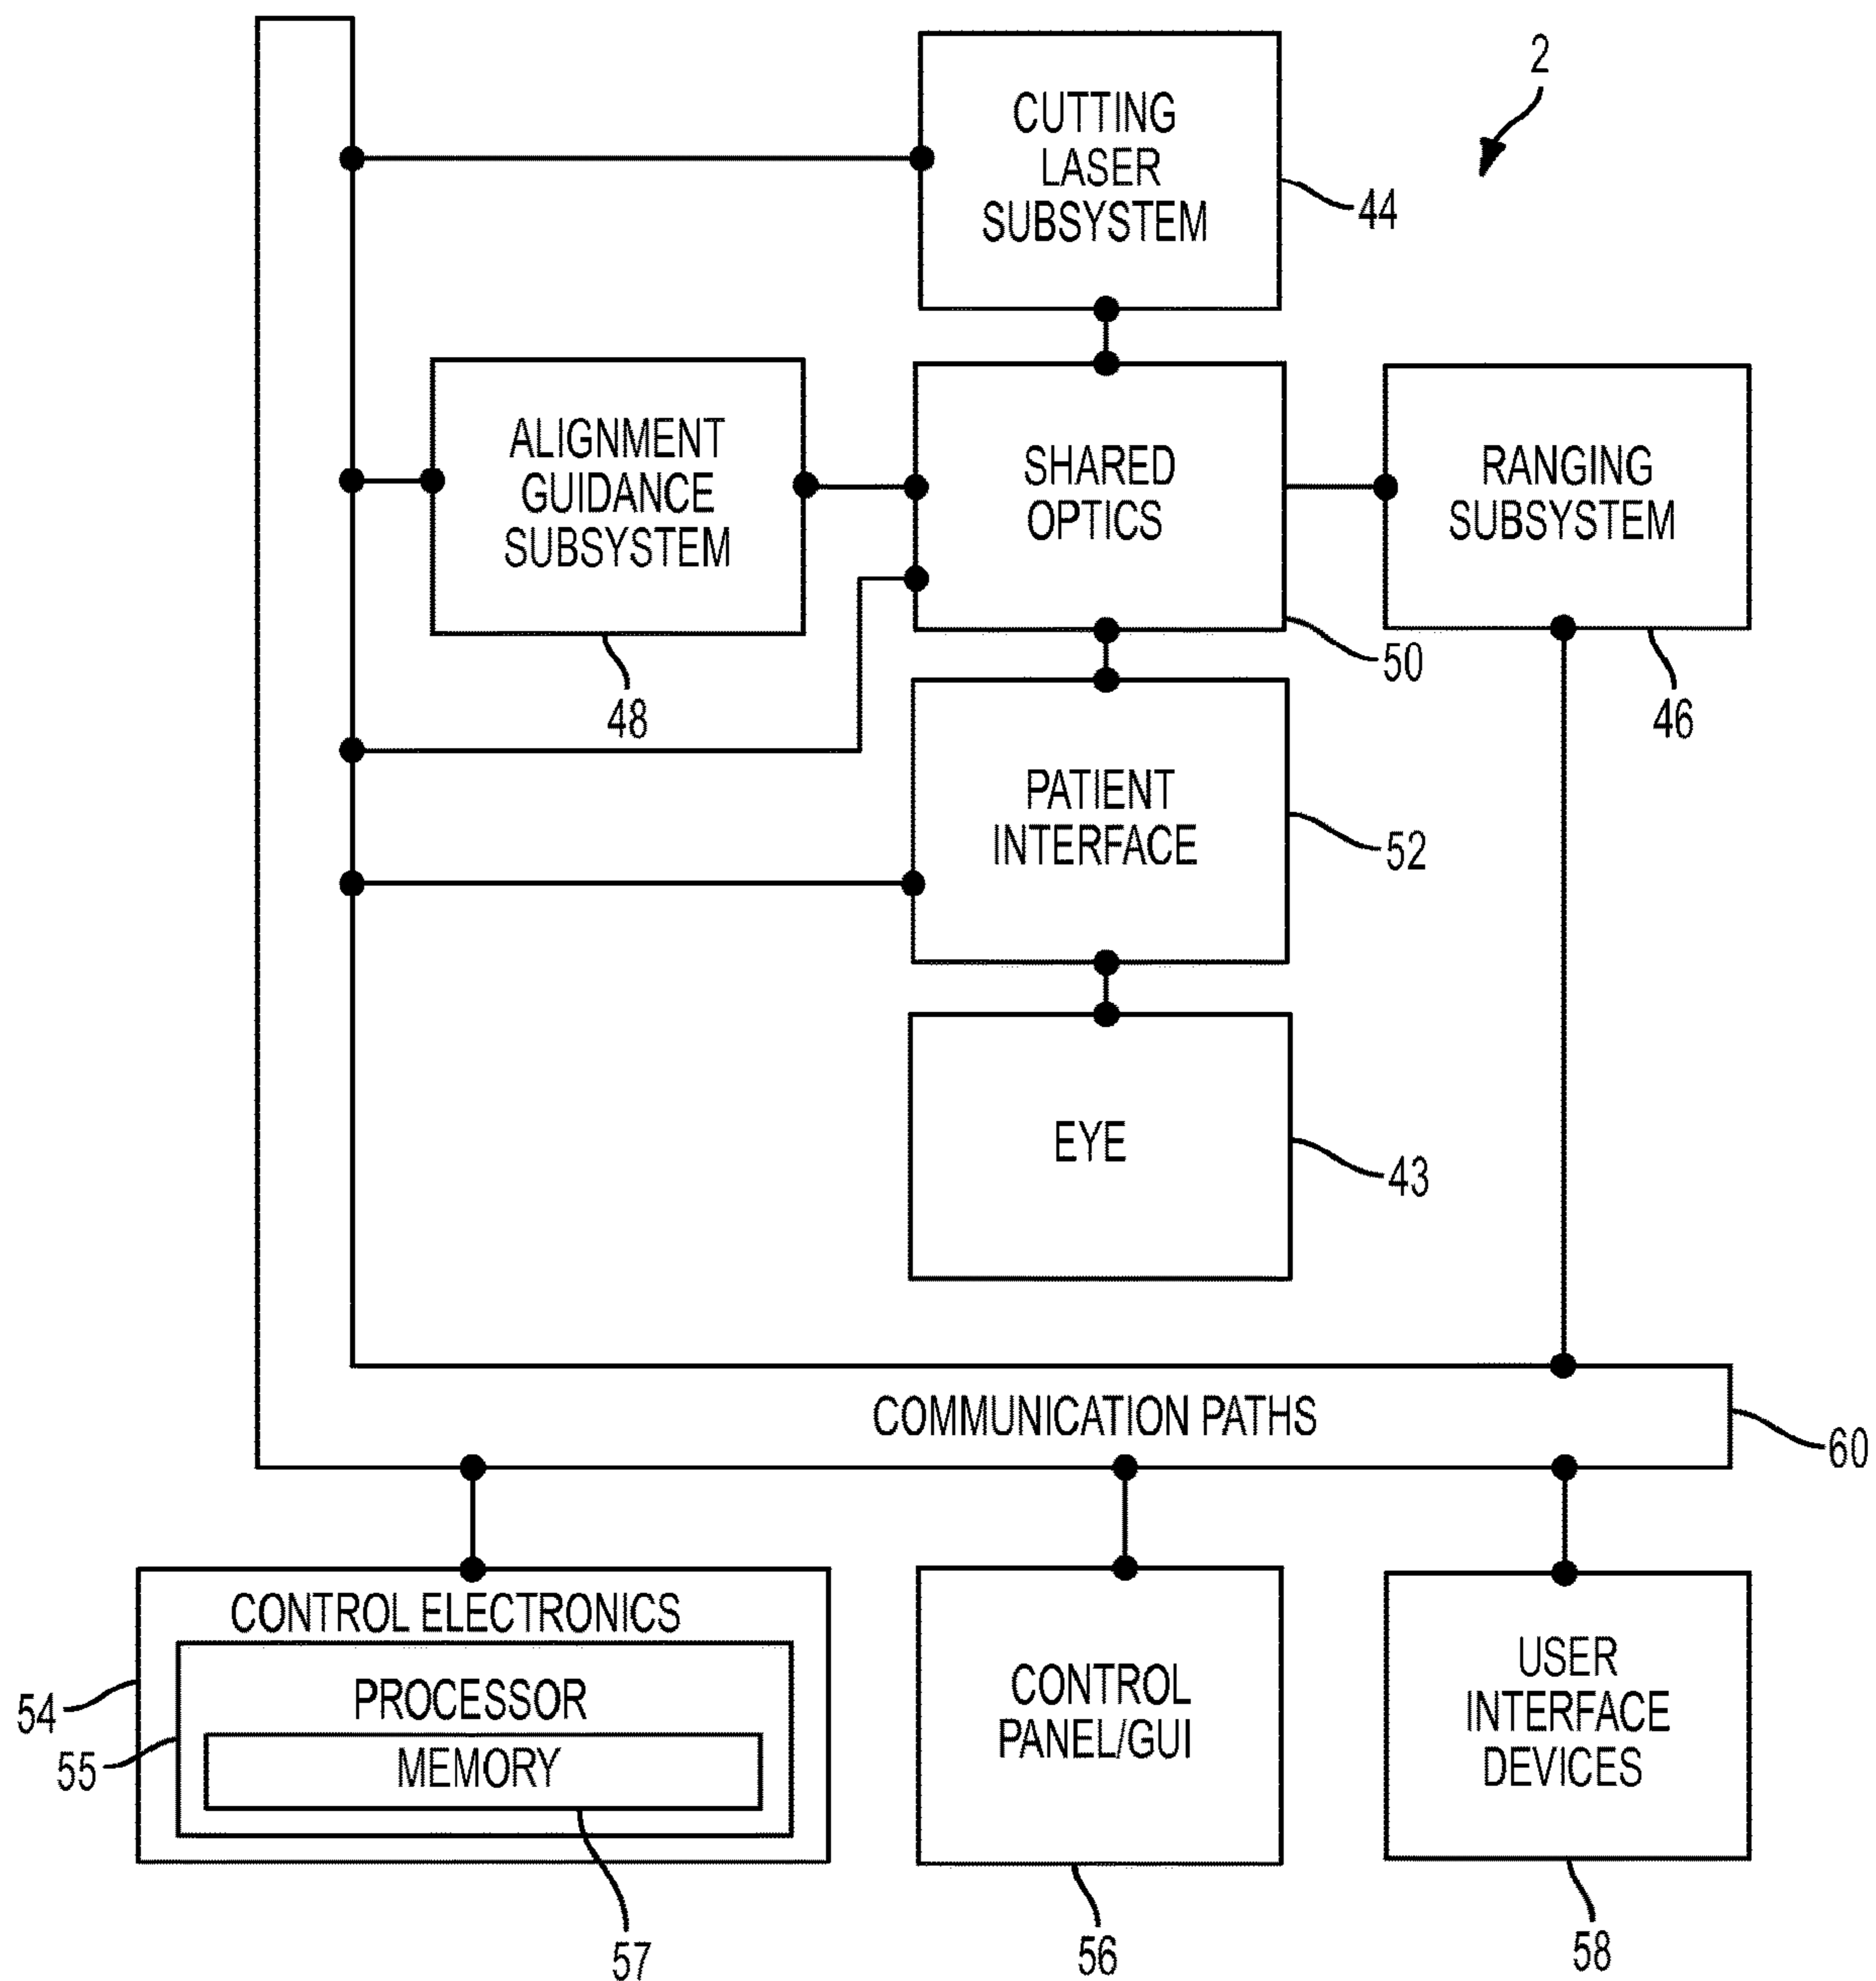 2
CUTTING
LASER
SUBSYSTEM
44
ALIGNMENT
GUIDANCE
SUBSYSTEM
48
SHARED
OPTICS
50
RANGING
SUBSYSTEM
46
PATIENT
INTERFACE
52
EYE
43
COMMUNICATION PATHS
60
CONTROL ELECTRONICS
54
PROCESSOR
55
MEMORY
57
CONTROL
PANEL/GUI
56
USER
INTERFACE
DEVICES
58